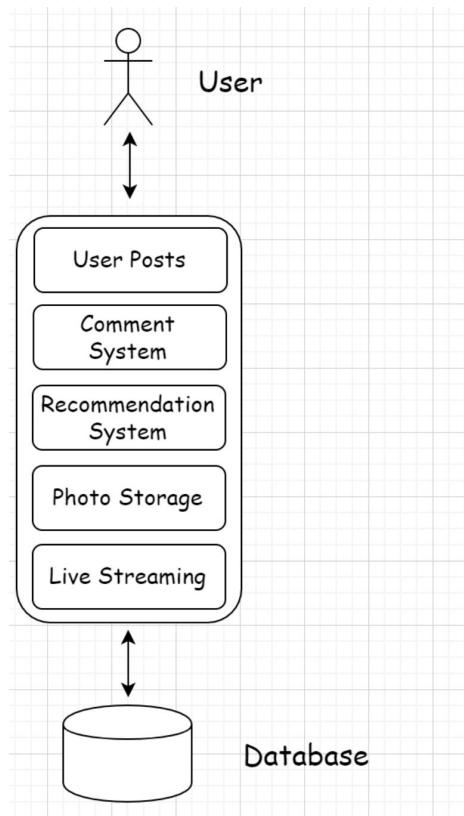 User
User Posts
Comment
System
Recommendation
System
Photo Storage
Live Streaming
Database